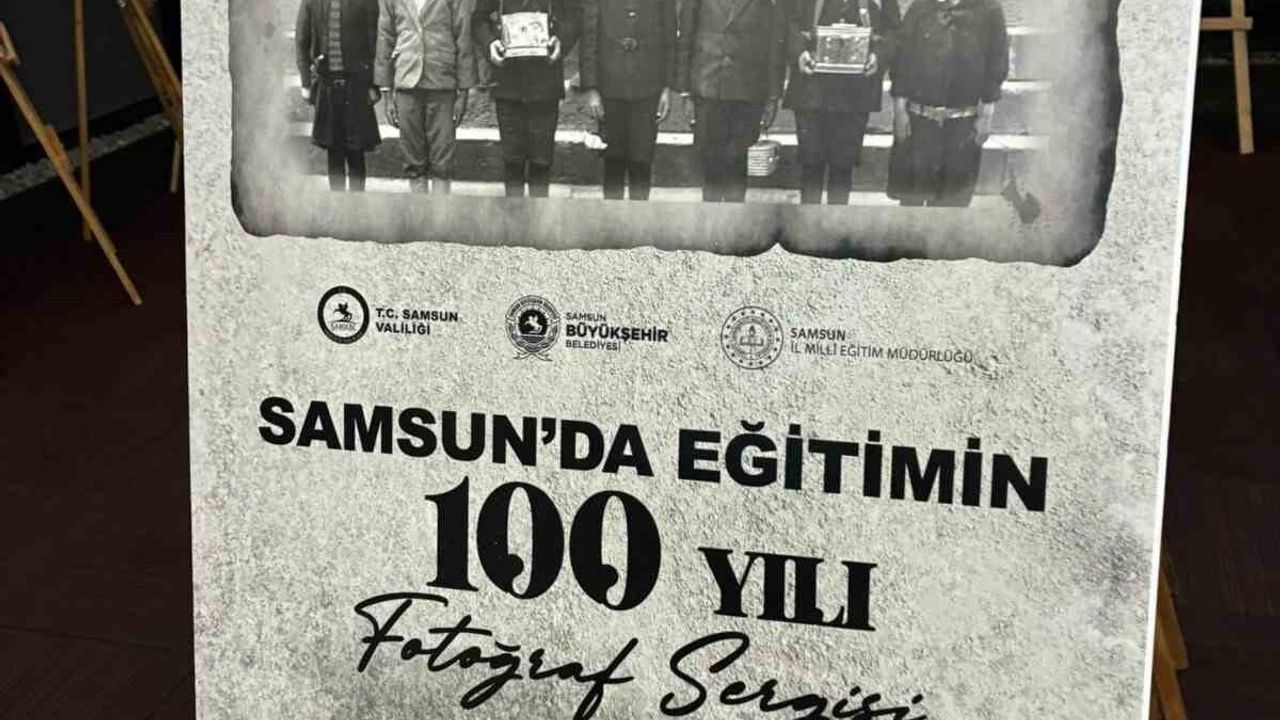 T.C. SAMSUN
VALİLİĞİ
SAMSUN
BÜYÜKŞEHİR
BELEDİYESİ
SAMSUN
İL MİLLİ EĞİTİM MÜDÜRLÜĞÜ
SAMSUN'DA EĞİTİMİN
100 YILI
Fotoğraf Sergisi